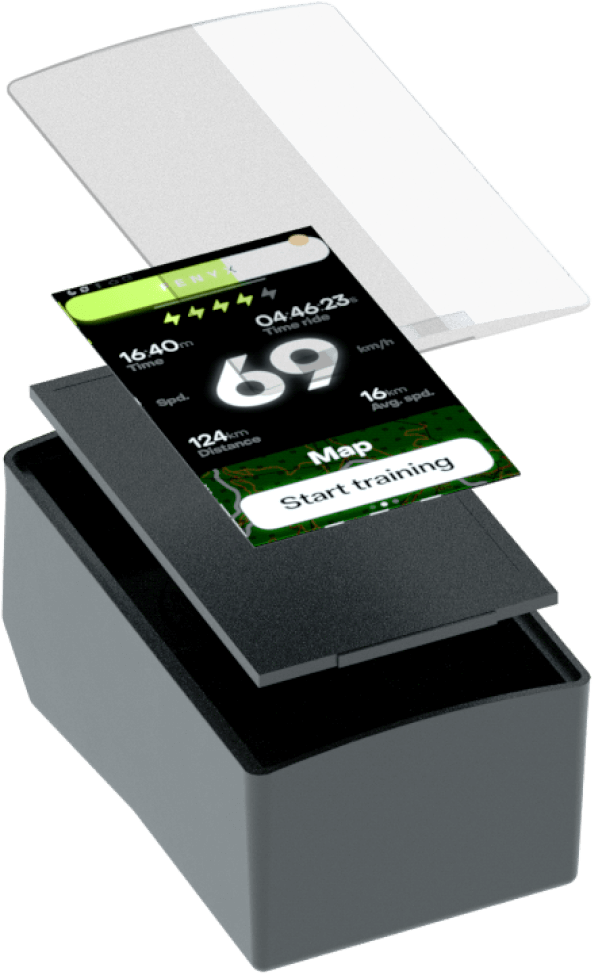 16:40m
Time
04:46:23s
Time ride
Spd.
69
km/h
124km
Distance
16km
Avg. spd.
Map
Start training